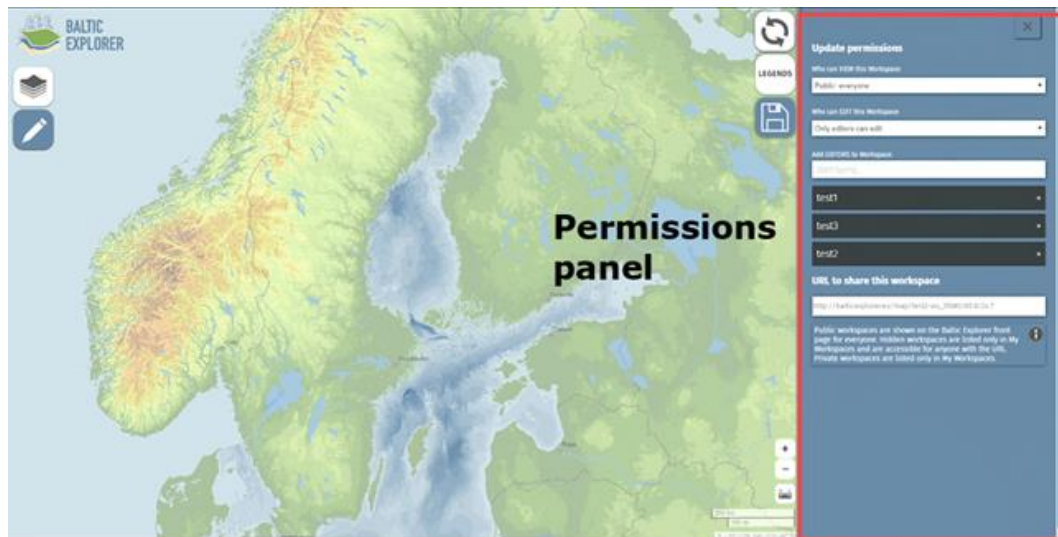 BALTIC
EXPLORER
LEGENDS
Permissions
panel
Update permissions
Who can VIEW this Workspace
Public: everyone
Who can EDIT this Workspace
Only editors can edit
Add EDITORS to Workspace
Start typing...
test1
test3
test2
URL to share this workspace
Public workspaces are shown on the Baltic Explorer front
page for everyone. Hidden workspaces are listed only in My
Workspaces and are accessible for anyone with the URL.
Private workspaces are listed only in My Workspaces.